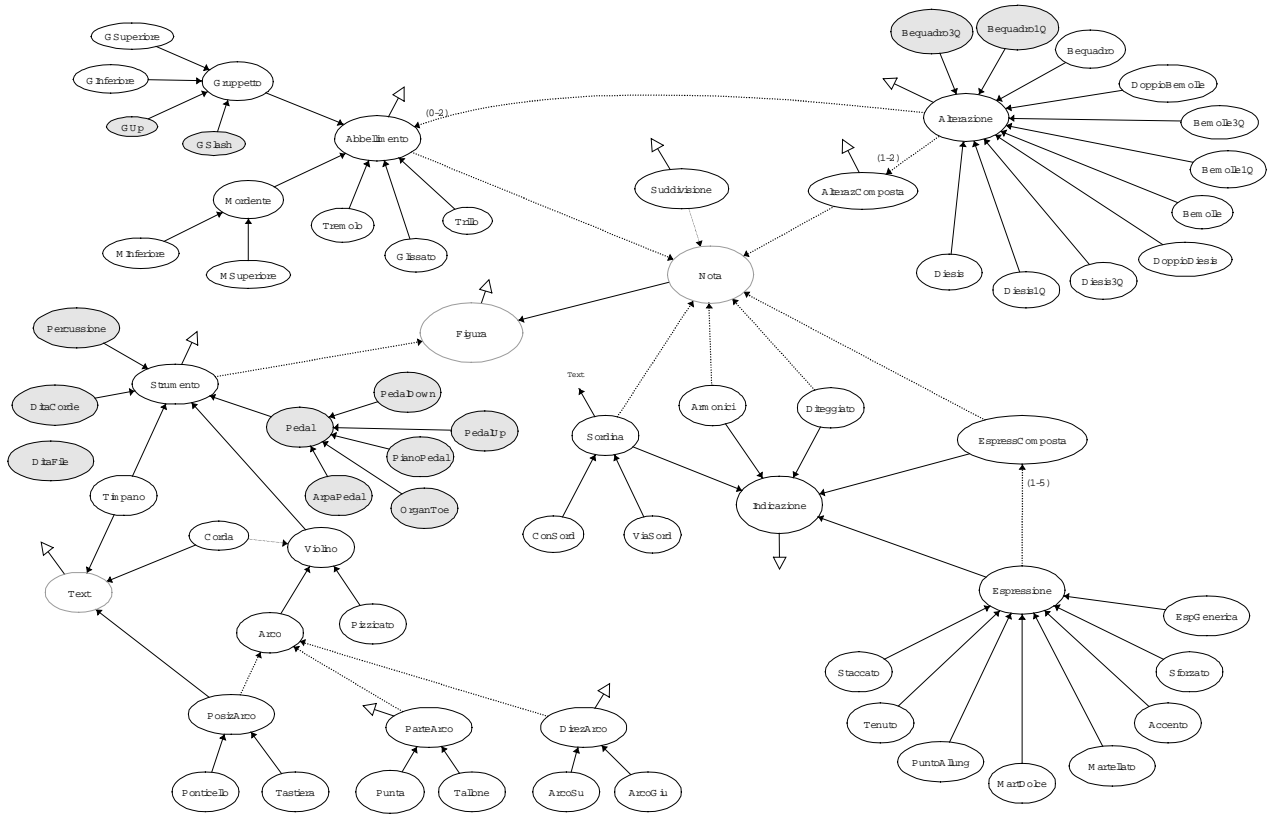 GSuperiore
Bequadro3Q
Bequadro1Q
Bequadro
GInferiore
Gruppetto
DoppioBemolle
(0-2)
GUp
Alterazione
Bemolle3Q
GSlash
Abbellimento
(1-2)
Bemolle1Q
Suddivisione
AlterazComposta
Mordente
Bemolle
Tremolo
Trillo
MInferiore
Glissato
DoppioDiesis
MSuperiore
Nota
Diesis
Diesis1Q
Diesis3Q
Percussione
Figura
Strumento
Text
PedalDown
DitaCorde
Armonici
Diteggiato
Pedal
PedalUp
Sordina
EspressComposta
DitaFile
PianoPedal
(1-5)
Timpano
ArpaPedal
OrganToe
Indicazione
Corda
Violino
ConSord
ViaSord
Text
Espressione
Pizzicato
EspGenerica
Arco
Staccato
Sforzato
PosizArco
ParteArco
DirezArco
Tenuto
Accento
PuntoAllung
Martellato
MartDolce
Ponticello
Tastiera
Punta
Tallone
ArcoSu
ArcoGiu